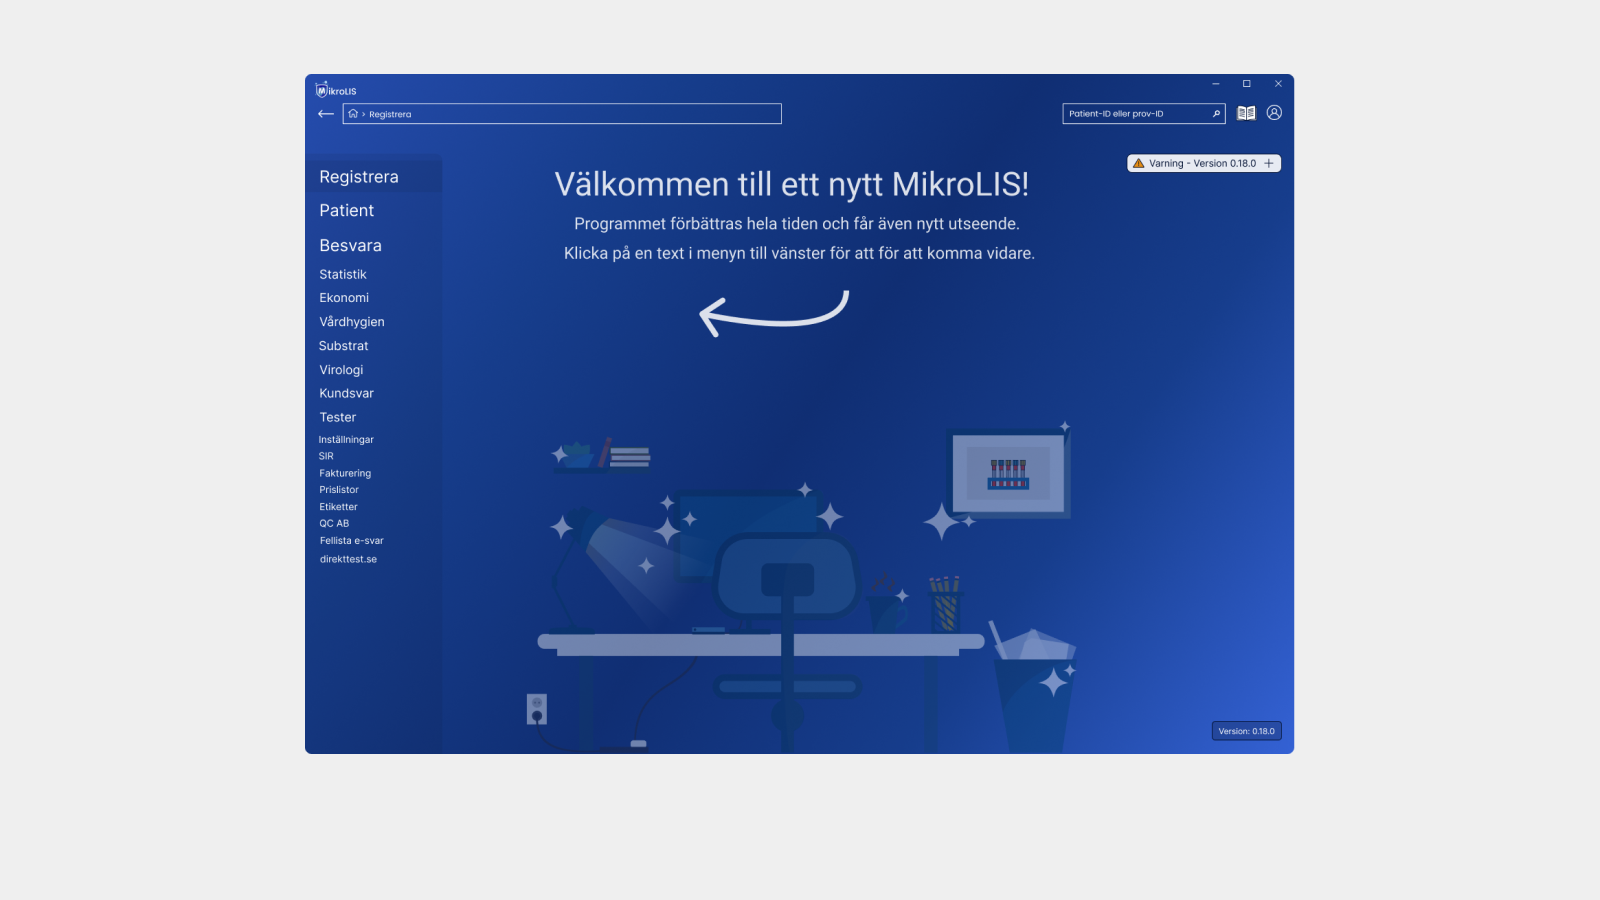 MikroLIS
> Registrera
Patient-ID eller prov-ID
Varning - Version 0.18.0 +
Registrera
Patient
Besvara
Statistik
Ekonomi
Vårdhygien
Substrat
Virologi
Kundsvar
Tester
Inställningar
SIR
Fakturering
Prislistor
Etiketter
QC AB
Fellista e-svar
direkttest.se
Välkommen till ett nytt MikroLIS!
Programmet förbättras hela tiden och får även nytt utseende.
Klicka på en text i menyn till vänster för att för att komma vidare.
Version: 0.18.0